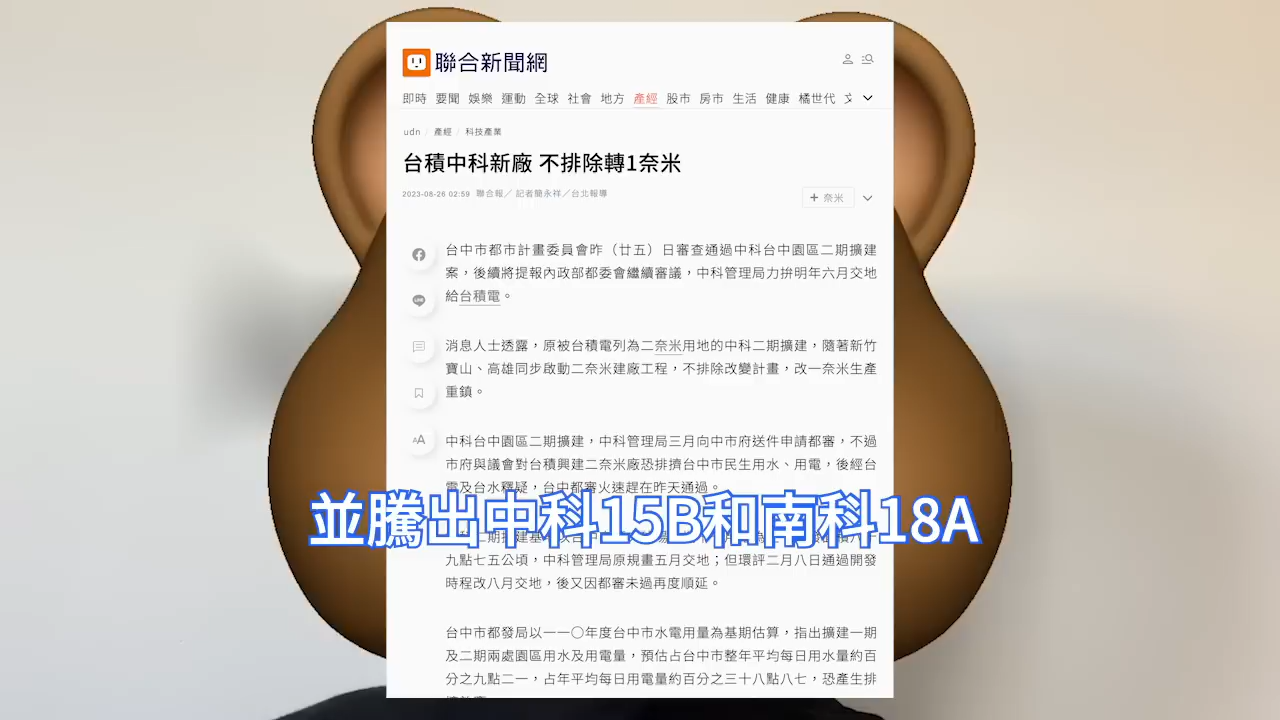 聯合新聞網
即時 要聞 娛樂 運動 全球 社會 地方 產經 股市 房市 生活 健康 橘世代
udn / 產經 / 科技產業
台積中科新廠 不排除轉1奈米
2023-08-26 02:59 聯合報／ 記者簡永祥／台北報導
+ 奈米
台中市都市計畫委員會昨（廿五）日審查通過中科台中園區二期擴建
案，後續將提報內政部都委會繼續審議，中科管理局力拚明年六月交地
給台積電。
消息人士透露，原被台積電列為二奈米用地的中科二期擴建，隨著新竹
寶山、高雄同步啟動二奈米建廠工程，不排除改變計畫，改一奈米生產
重鎮。
中科台中園區二期擴建，中科管理局三月向中市府送件申請都審，不過
市府與議會對台積興建二奈米廠恐排擠台中市民生用水、用電，後經台
電及台水釋疑，台中都審火速趕在昨天通過。
並騰出中科15B和南科18A
九點七五公頃，中科管理局原規畫五月交地；但環評二月八日通過開發
時程改八月交地，後又因都審未過再度順延。
台中市都發局以一一〇年度台中市水電用量為基期估算，指出擴建一期
及二期兩處園區用水及用電量，預估占台中市整年平均每日用水量約百
分之九點二一，占年平均每日用電量約百分之三十八點八七，恐產生排